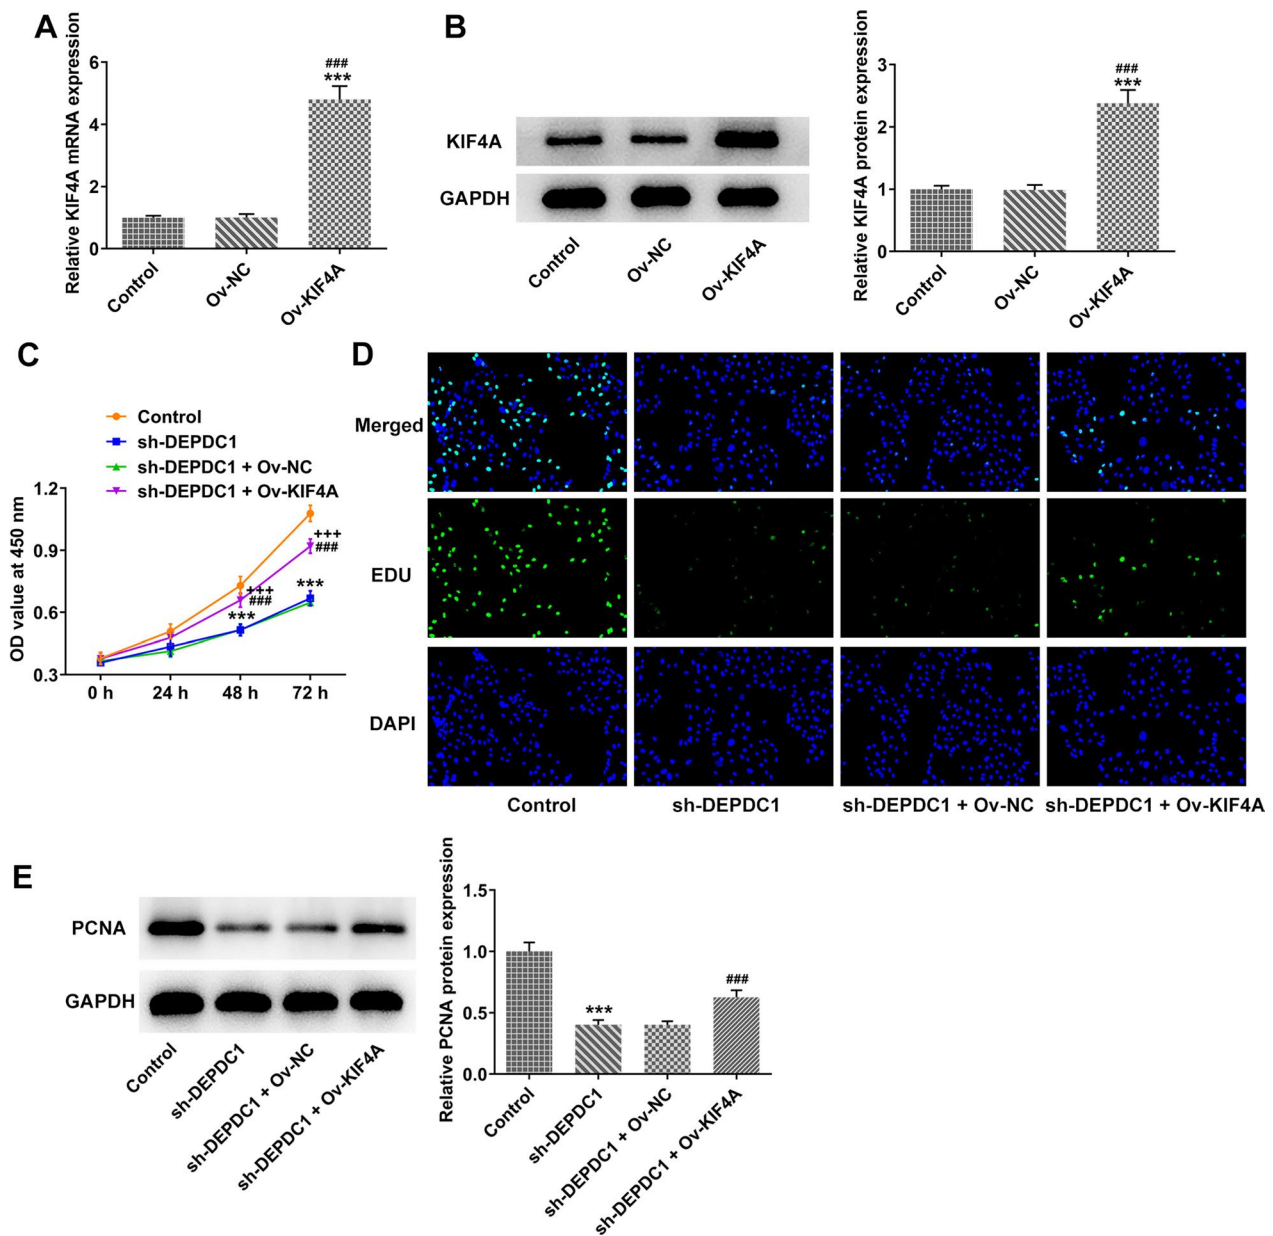 A
Relative KIF4A mRNA expression
6
4
2
0
###
***
Control
Ov-NC
Ov-KIF4A
B
KIF4A
GAPDH
Control
Ov-NC
Ov-KIF4A
Relative KIF4A protein expression
3
2
1
0
###
***
Control
Ov-NC
Ov-KIF4A
C
Control
sh-DEPDC1
sh-DEPDC1 + Ov-NC
sh-DEPDC1 + Ov-KIF4A
OD value at 450 nm
1.2
0.9
0.6
0.3
+++
###
***
+++
###
***
0 h
24 h
48 h
72 h
D
Merged
EDU
DAPI
Control
sh-DEPDC1
sh-DEPDC1 + Ov-NC
sh-DEPDC1 + Ov-KIF4A
E
PCNA
GAPDH
Control
sh-DEPDC1
sh-DEPDC1 + Ov-NC
sh-DEPDC1 + Ov-KIF4A
Relative PCNA protein expression
1.5
1.0
0.5
0.0
***
###
Control
sh-DEPDC1
sh-DEPDC1 + Ov-NC
sh-DEPDC1 + Ov-KIF4A